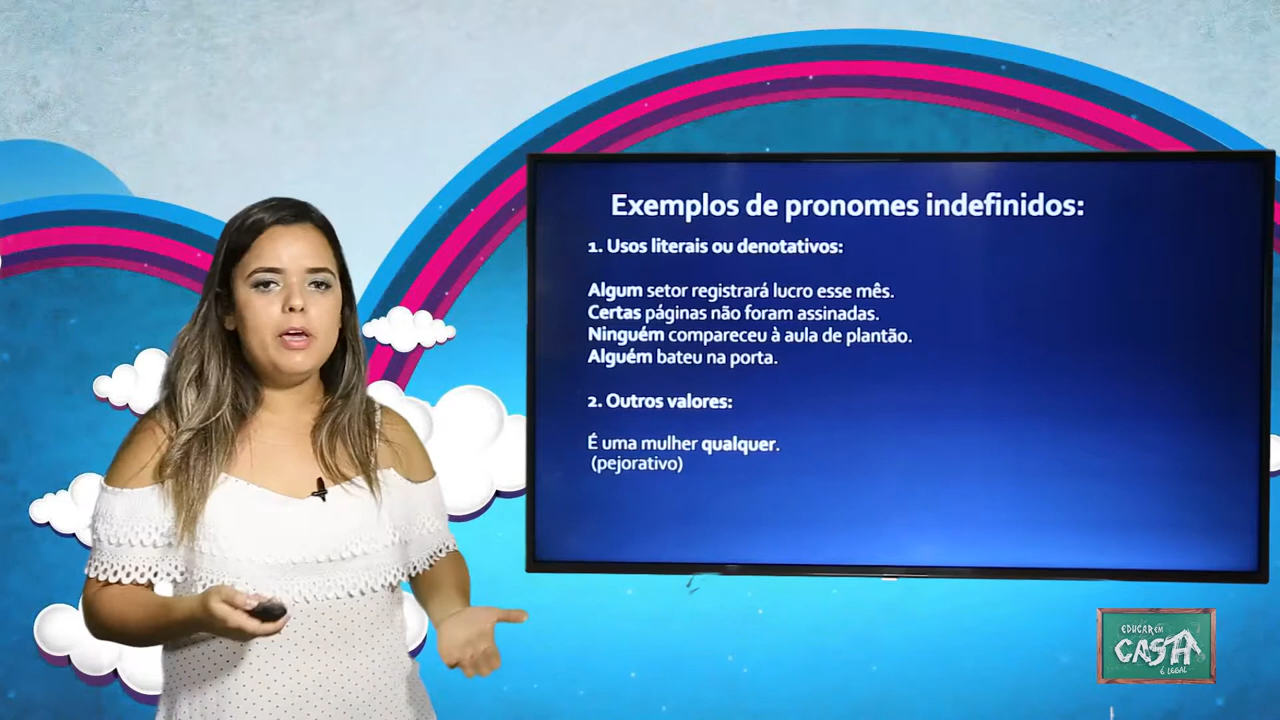 Exemplos de pronomes indefinidos:
1. Usos literais ou denotativos:
Algum setor registrará lucro esse mês.
Certas páginas não foram assinadas.
Ninguém compareceu à aula de plantão.
Alguém bateu na porta.
2. Outros valores:
É uma mulher qualquer.
(pejorativo)
EDUCAR EM
CASA
É LEGAL